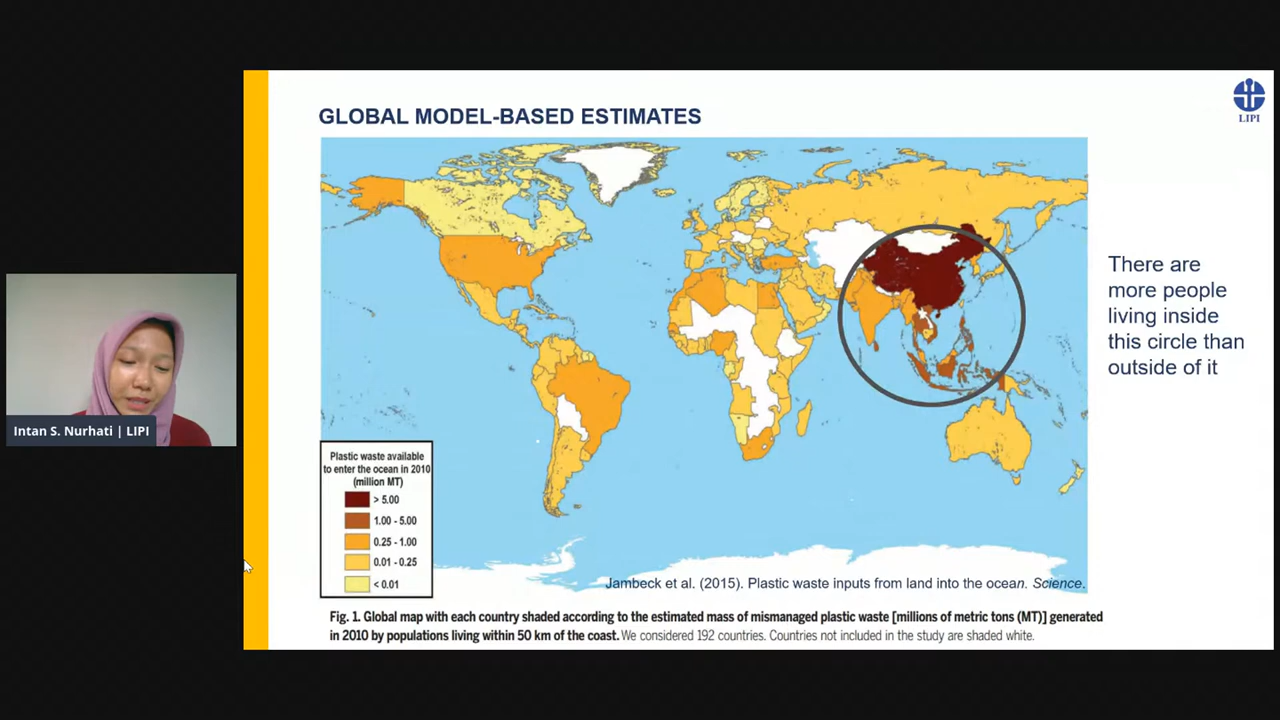 GLOBAL MODEL-BASED ESTIMATES
LIPI
There are
more people
living inside
this circle than
outside of it
Intan S. Nurhati | LIPI
Plastic waste available
to enter the ocean in 2010
(million MT)
> 5.00
1.00 - 5.00
0.25 - 1.00
0.01 - 0.25
< 0.01
Jambeck et al. (2015). Plastic waste inputs from land into the ocean. Science.
Fig. 1. Global map with each country shaded according to the estimated mass of mismanaged plastic waste [millions of metric tons (MT)] generated
in 2010 by populations living within 50 km of the coast. We considered 192 countries. Countries not included in the study are shaded white.